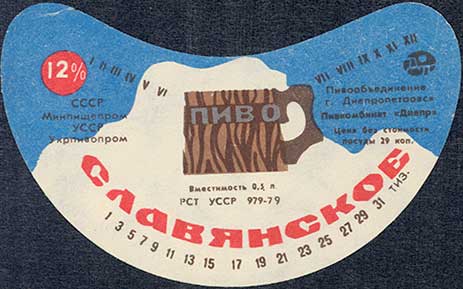 12%
I II III IV V VI
VII VIII IX X XI XII
СССР
Минпищепром
УССР
Укрпивопром
ПИВО
Пивообъединение
г. Днепропетровск
Пивкомбинат «Днепр»
Цена без стоимости
посуды 29 коп.
Вместимость 0,5 л.
РСТ УССР 979-79
СЛАВЯНСКОЕ
1 3 5 7 9 11 13 15 17 19 21 23 25 27 29 31 ТИЗ.